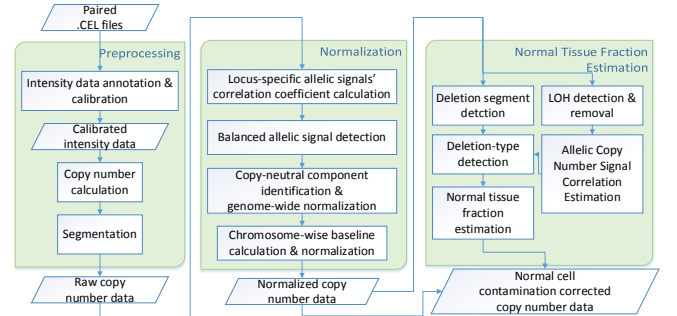 Paired
.CEL files
Preprocessing
Intensity data annotation &
calibration
Calibrated
intensity data
Copy number
calculation
Segmentation
Raw copy
number data
Normalization
Locus-specific allelic signals'
correlation coefficient calculation
Balanced allelic signal detection
Copy-neutral component
identification &
genome-wide normalization
Chromosome-wise baseline
calculation & normalization
Normalized copy
number data
Normal Tissue Fraction
Estimation
Deletion segment
detction
Deletion-type
detection
Normal tissue
fraction
estimation
LOH detection &
removal
Allelic Copy
Number Signal
Correlation
Estimation
Normal cell
contamination corrected
copy number data